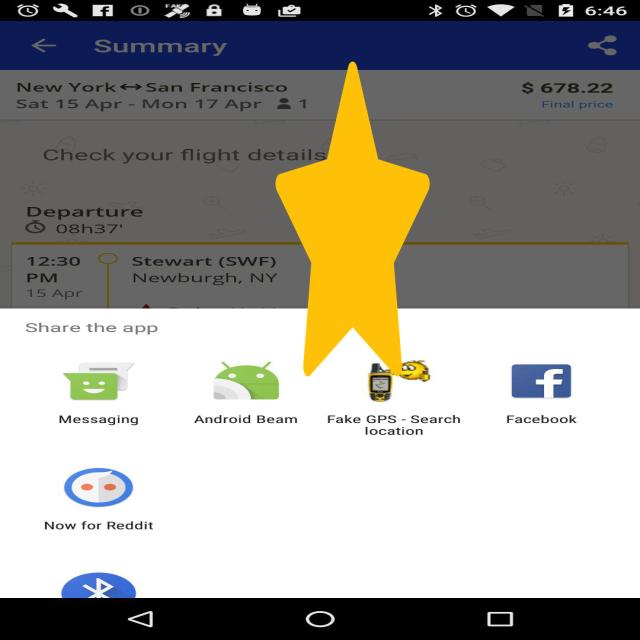 6:46
Summary
New York ↔ San Francisco
$ 678.22
Sat 15 Apr - Mon 17 Apr 1
Final price
Check your flight details
Departure
08h37'
12:30 PM
Stewart (SWF)
Newburgh, NY
15 Apr
Share the app
Messaging
Android Beam
Fake GPS - Search location
Facebook
Now for Reddit